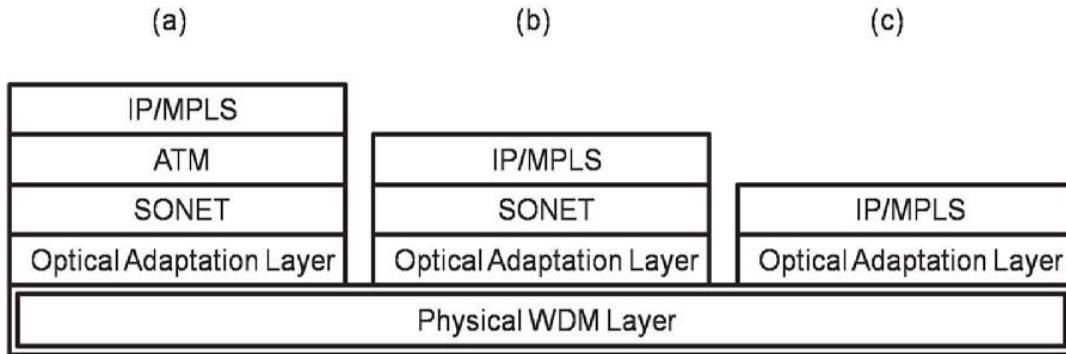 (a) (b) (c)
IP/MPLS
ATM IP/MPLS
SONET SONET IP/MPLS
Optical Adaptation Layer Optical Adaptation Layer Optical Adaptation Layer
Physical WDM Layer